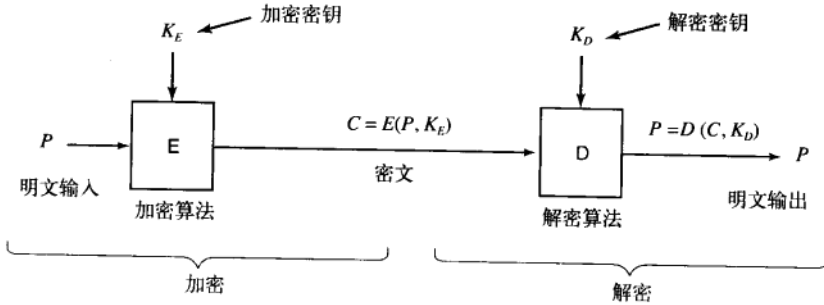 加密密钥
K_E
解密密钥
K_D
P
E
C = E(P, K_E)
D
P = D (C, K_D)
P
明文输入
加密算法
密文
解密算法
明文输出
加密
解密